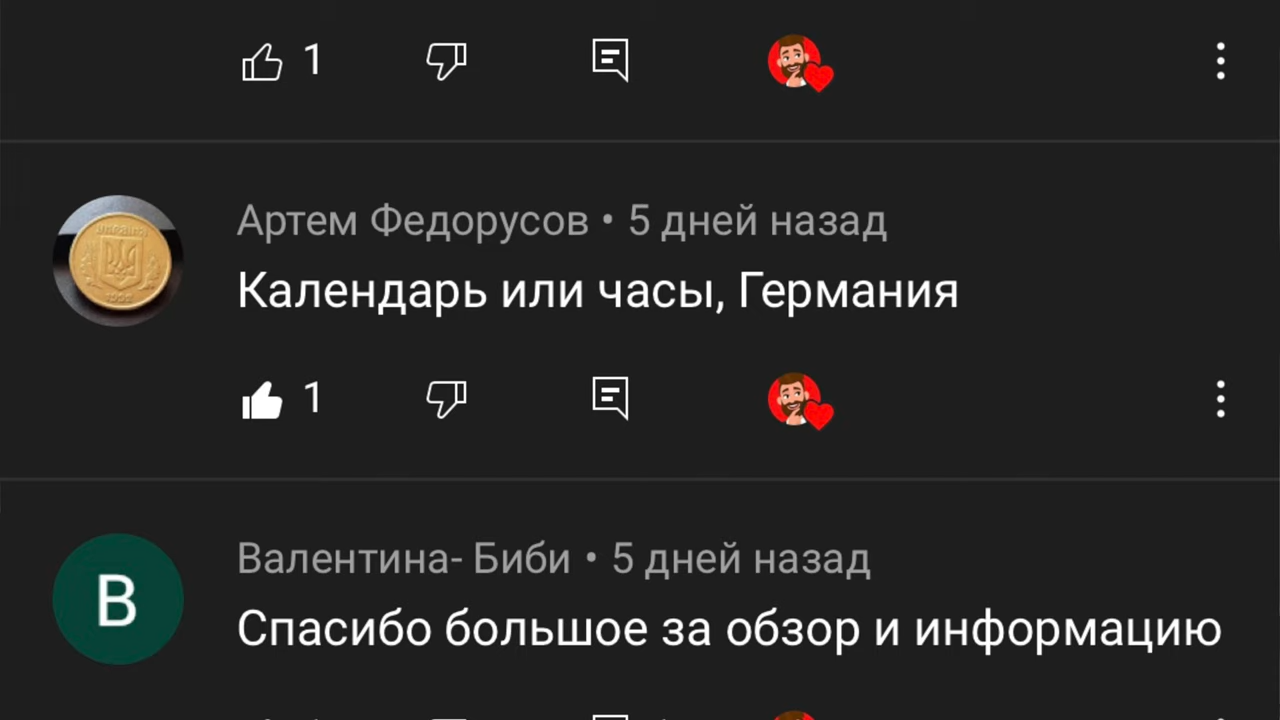 1
Артем Федорусов • 5 дней назад
Календарь или часы, Германия
1
В
Валентина- Биби • 5 дней назад
Спасибо большое за обзор и информацию